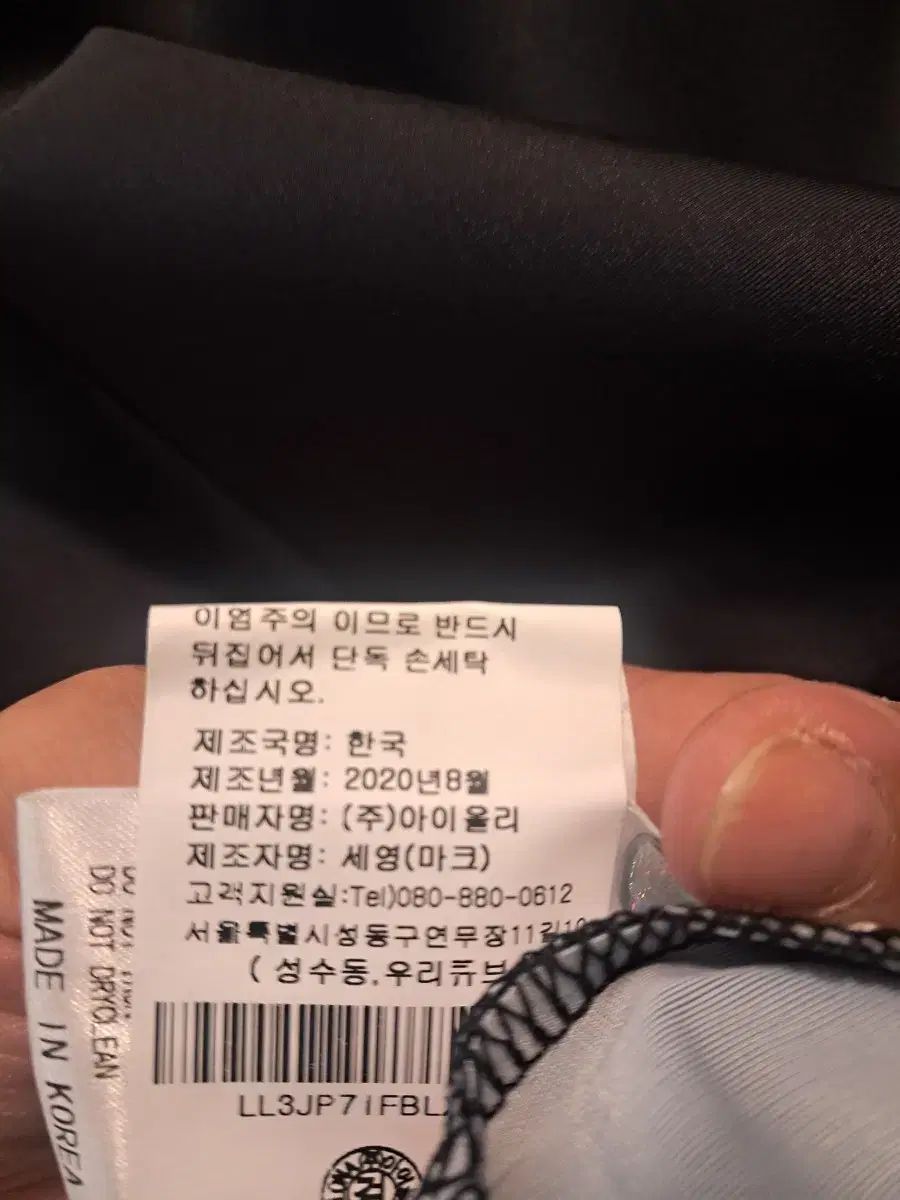 이염주의 이므로 반드시
뒤집어서 단독 손세탁
하십시오.
제조국명: 한국
제조년월: 2020년8월
판매자명: (주)아이올리
제조자명: 세영(마크)
고객지원실:Tel)080-880-0612
서울특별시성동구연무장11길10
( 성수동,우리큐브
LL3JP7IFBL
DO NOT DRYCLEAN
MADE IN KOREA